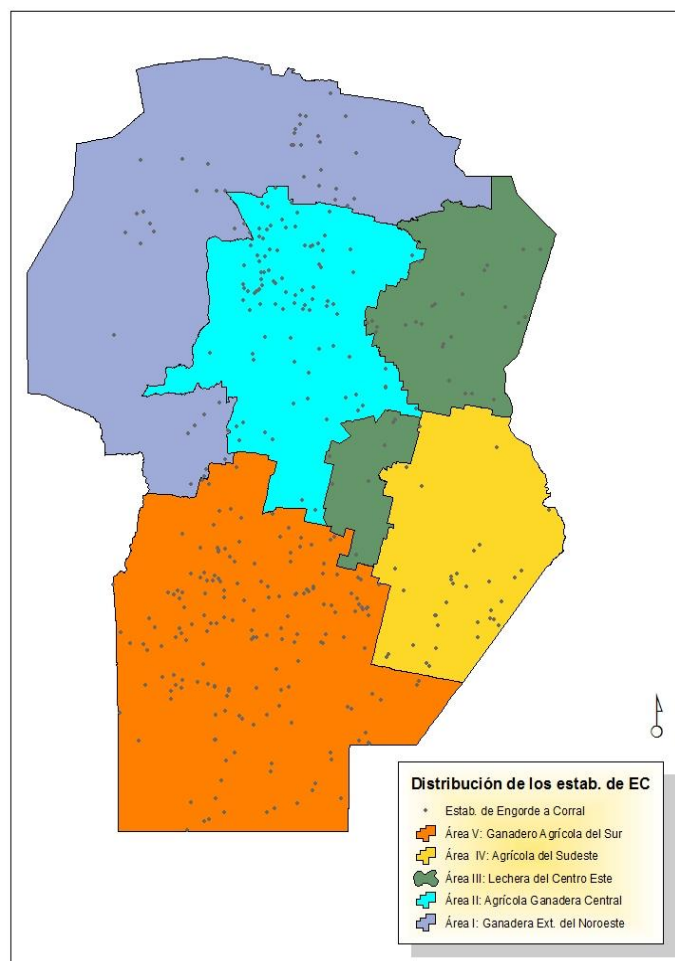 Distribución de los estab. de EC
Estab. de Engorde a Corral
Área V: Ganadero Agrícola del Sur
Área IV: Agrícola del Sudeste
Área III: Lechera del Centro Este
Área II: Agrícola Ganadera Central
Área I: Ganadera Ext. del Noroeste